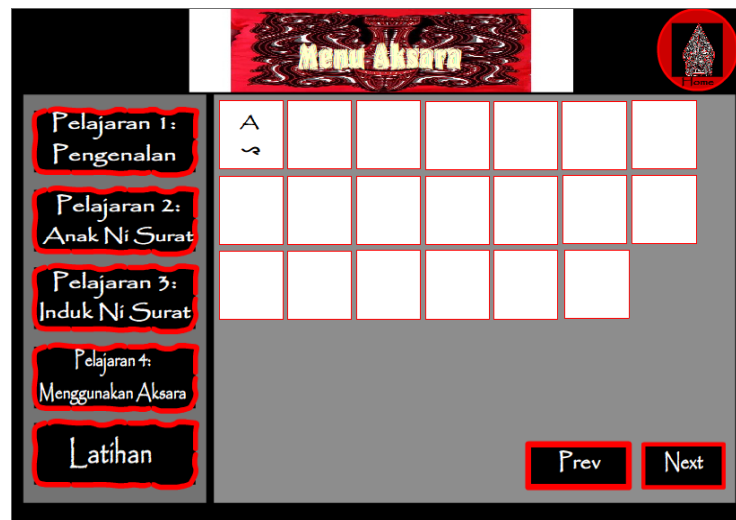 Menu Aksara
Home
Pelajaran 1:
Pengenalan
Pelajaran 2:
Anak Ni Surat
Pelajaran 3:
Induk Ni Surat
Pelajaran 4:
Menggunakan Aksara
Latihan
A
ᯀ
Prev
Next